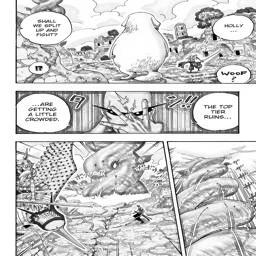 HOLLY
...
WOOF
?
SHALL
WE SPLIT
UP AND
FIGHT?
!?
THE TOP
TIER
RUINS...
...ARE
GETTING
A LITTLE
CROWDED.